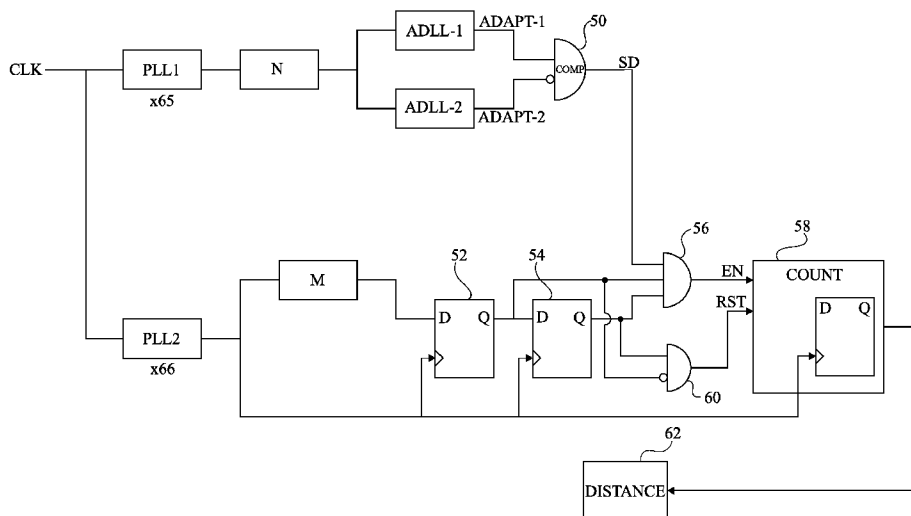 50
ADAPT-1
ADLL-1
CLK
PLL1
N
COMP
SD
x65
ADLL-2
ADAPT-2
56
58
52
54
EN
COUNT
M
RST
D Q
D Q
D Q
PLL2
x66
60
62
DISTANCE